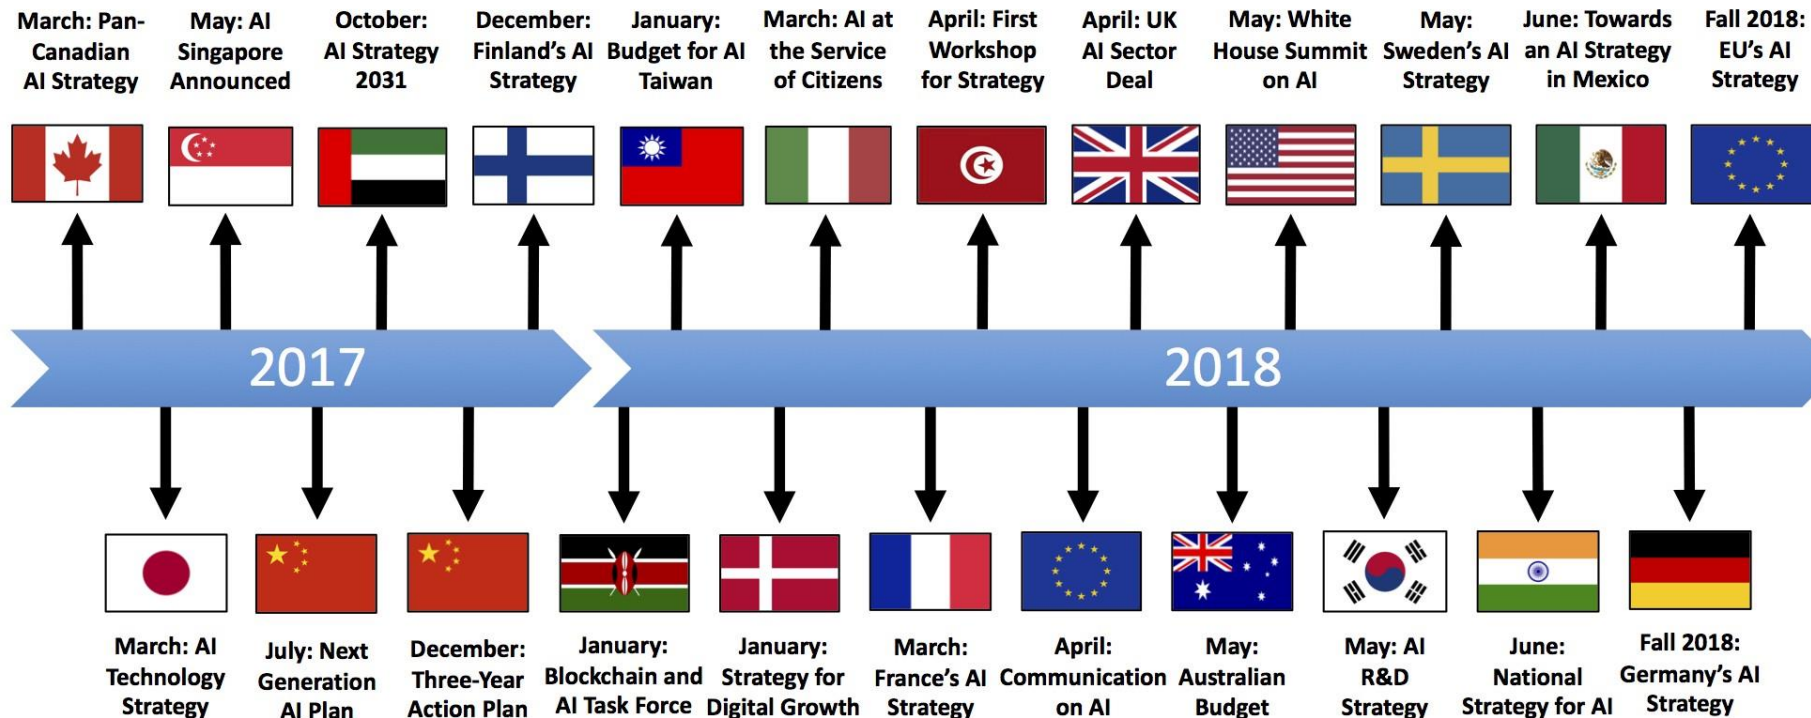 March: Pan-
Canadian
AI Strategy
May: AI
Singapore
Announced
October:
AI Strategy
2031
December:
Finland’s AI
Strategy
January:
Budget for AI
Taiwan
March: AI at
the Service
of Citizens
April: First
Workshop
for Strategy
April: UK
AI Sector
Deal
May: White
House Summit
on AI
May:
Sweden’s AI
Strategy
June: Towards
an AI Strategy
in Mexico
Fall 2018:
EU’s AI
Strategy
2017
2018
March: AI
Technology
Strategy
July: Next
Generation
AI Plan
December:
Three-Year
Action Plan
January:
Blockchain and
AI Task Force
January:
Strategy for
Digital Growth
March:
France’s AI
Strategy
April:
Communication
on AI
May:
Australian
Budget
May: AI
R&D
Strategy
June:
National
Strategy for AI
Fall 2018:
Germany’s AI
Strategy